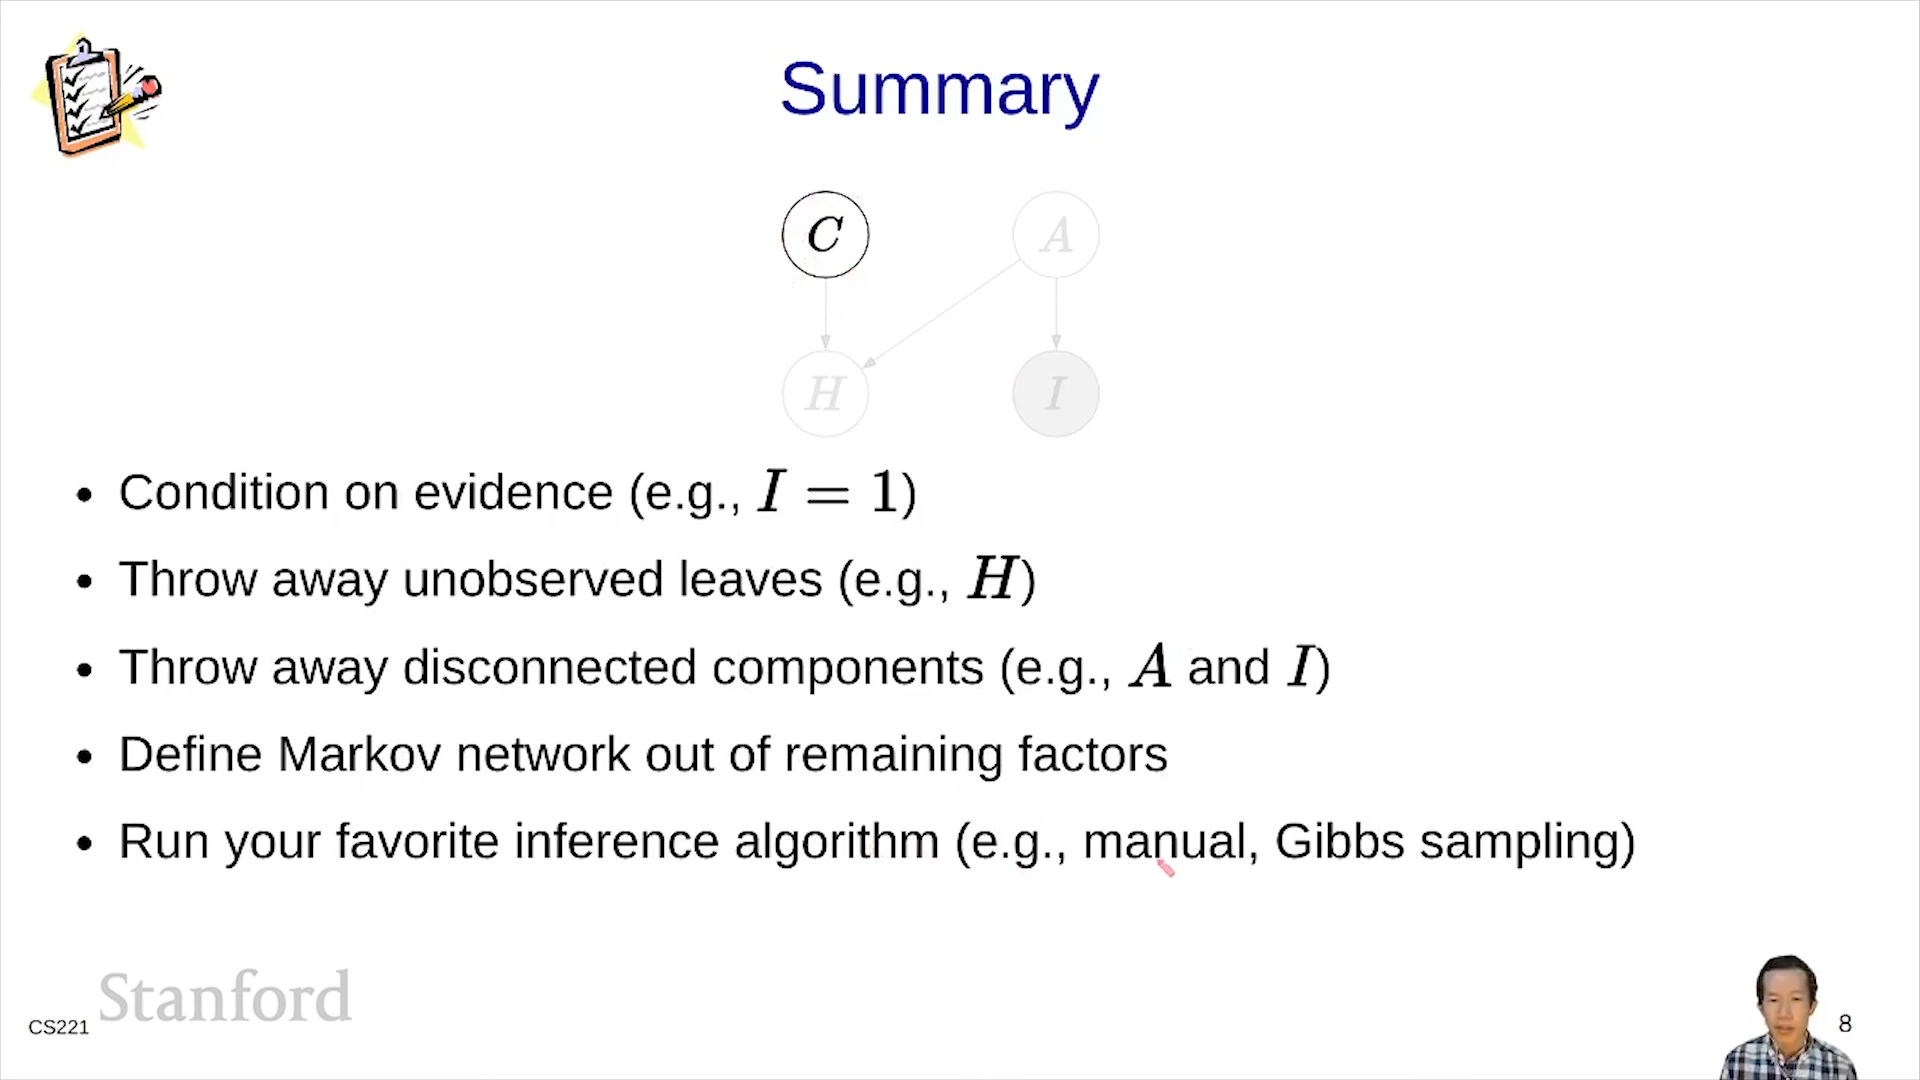 Summary
C
A
H
I
• Condition on evidence (e.g., I = 1)
• Throw away unobserved leaves (e.g., H)
• Throw away disconnected components (e.g., A and I)
• Define Markov network out of remaining factors
• Run your favorite inference algorithm (e.g., manual, Gibbs sampling)
Stanford
CS221
8